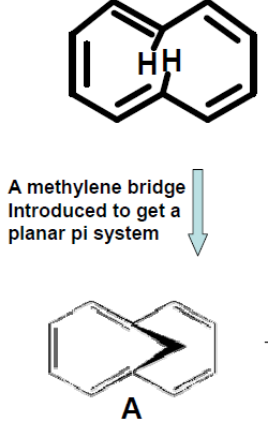 HH
A methylene bridge
Introduced to get a
planar pi system
A